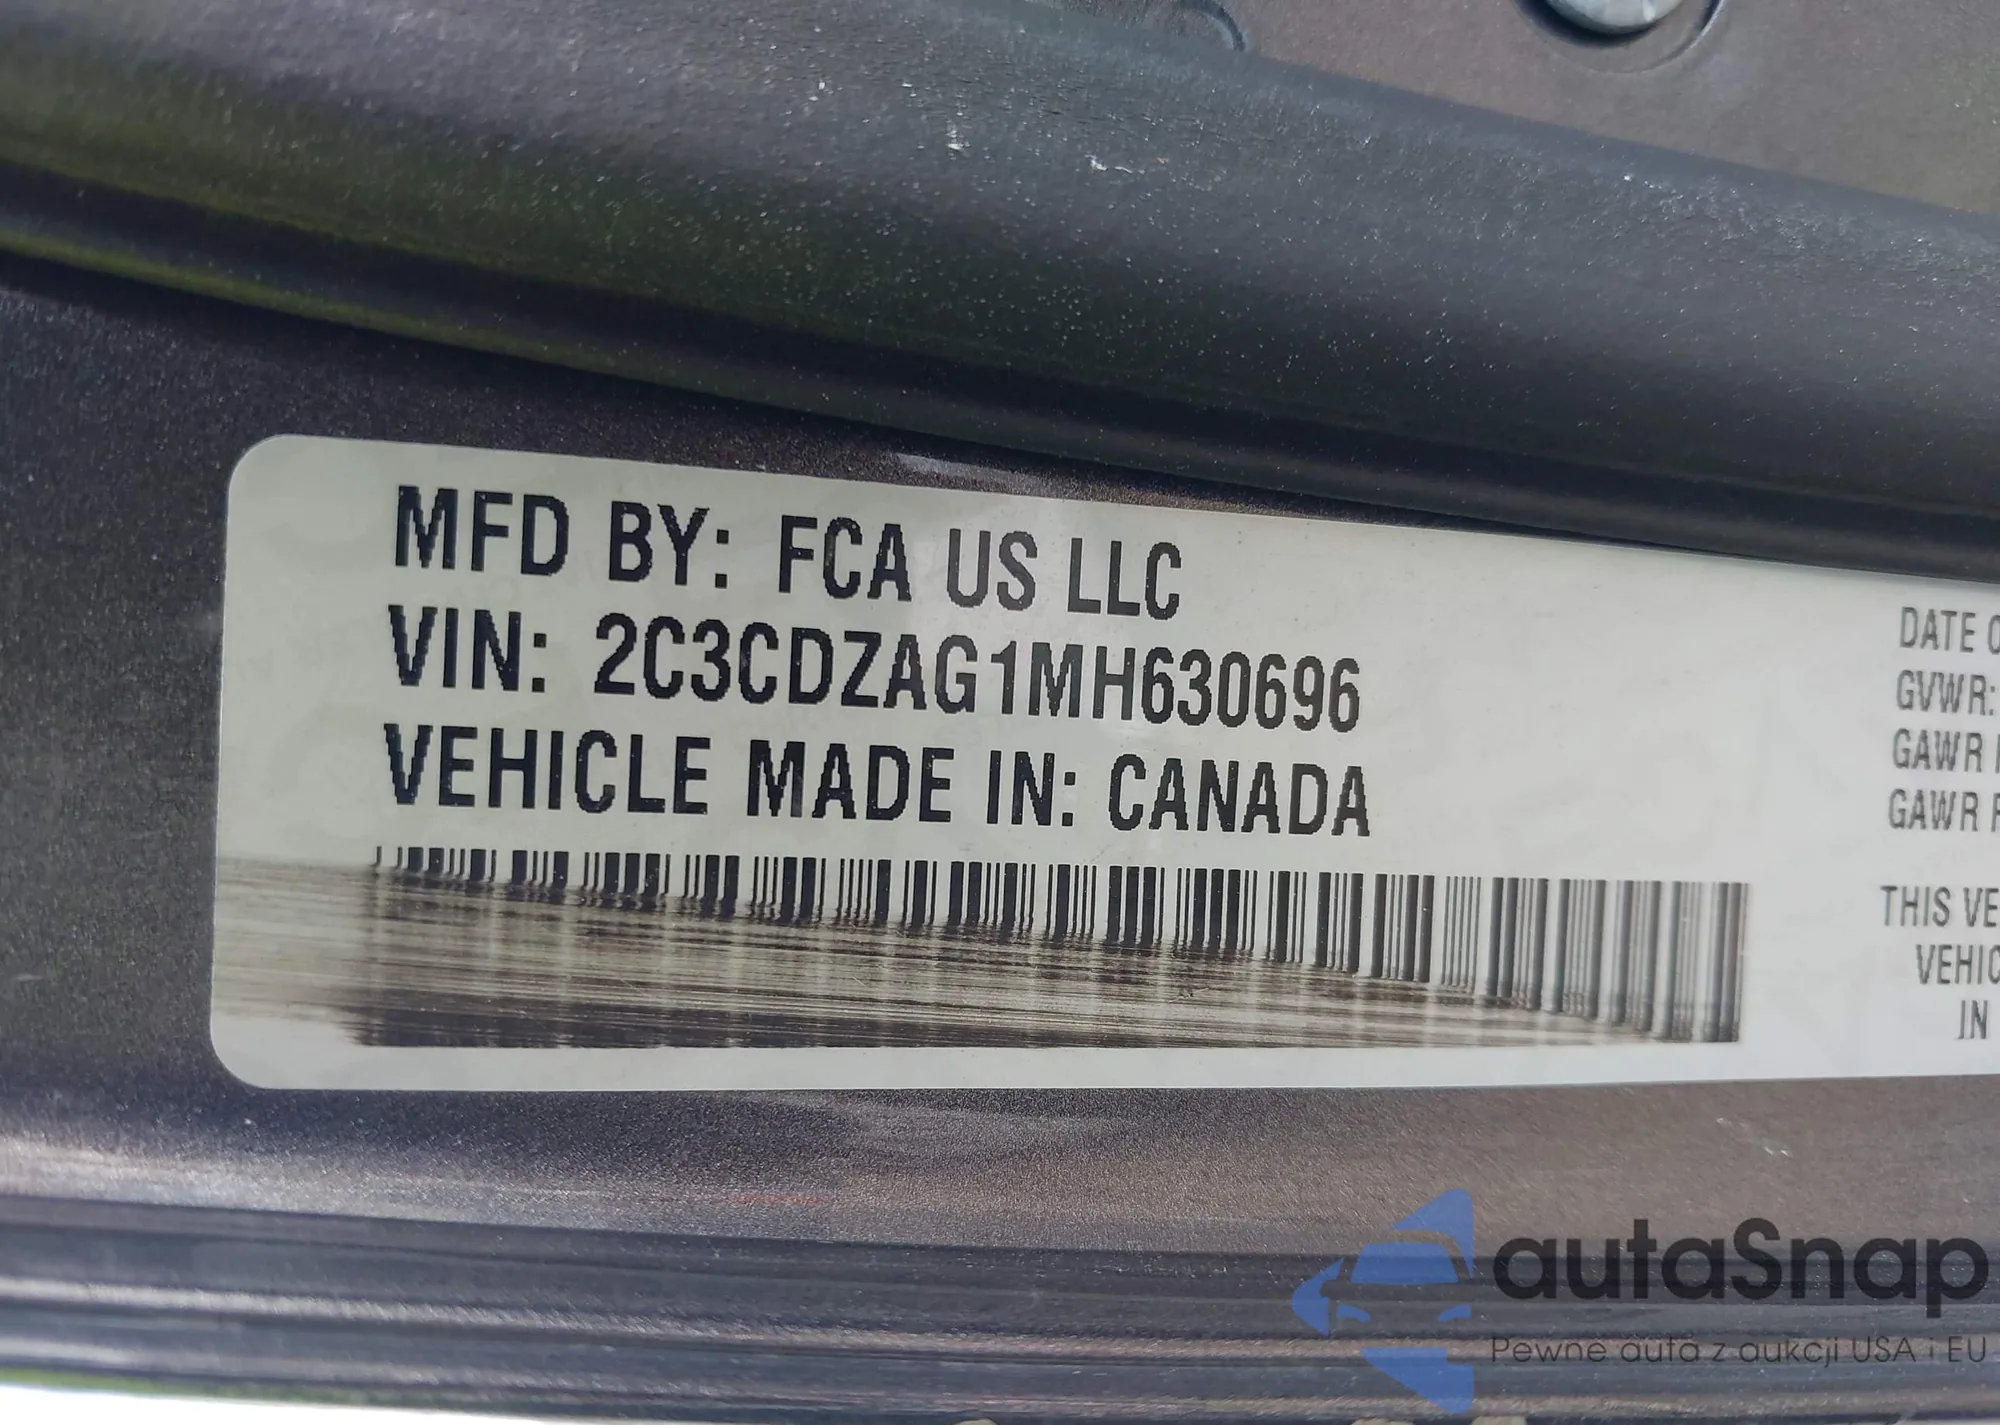 MFD BY: FCA US LLC
VIN: 2C3CDZAG1MH630696
VEHICLE MADE IN: CANADA
DATE O
GVWR:
GAWR
GAWR
THIS VE
VEHIC
IN
autaSnap
Pewne auta z aukcji USA i EU